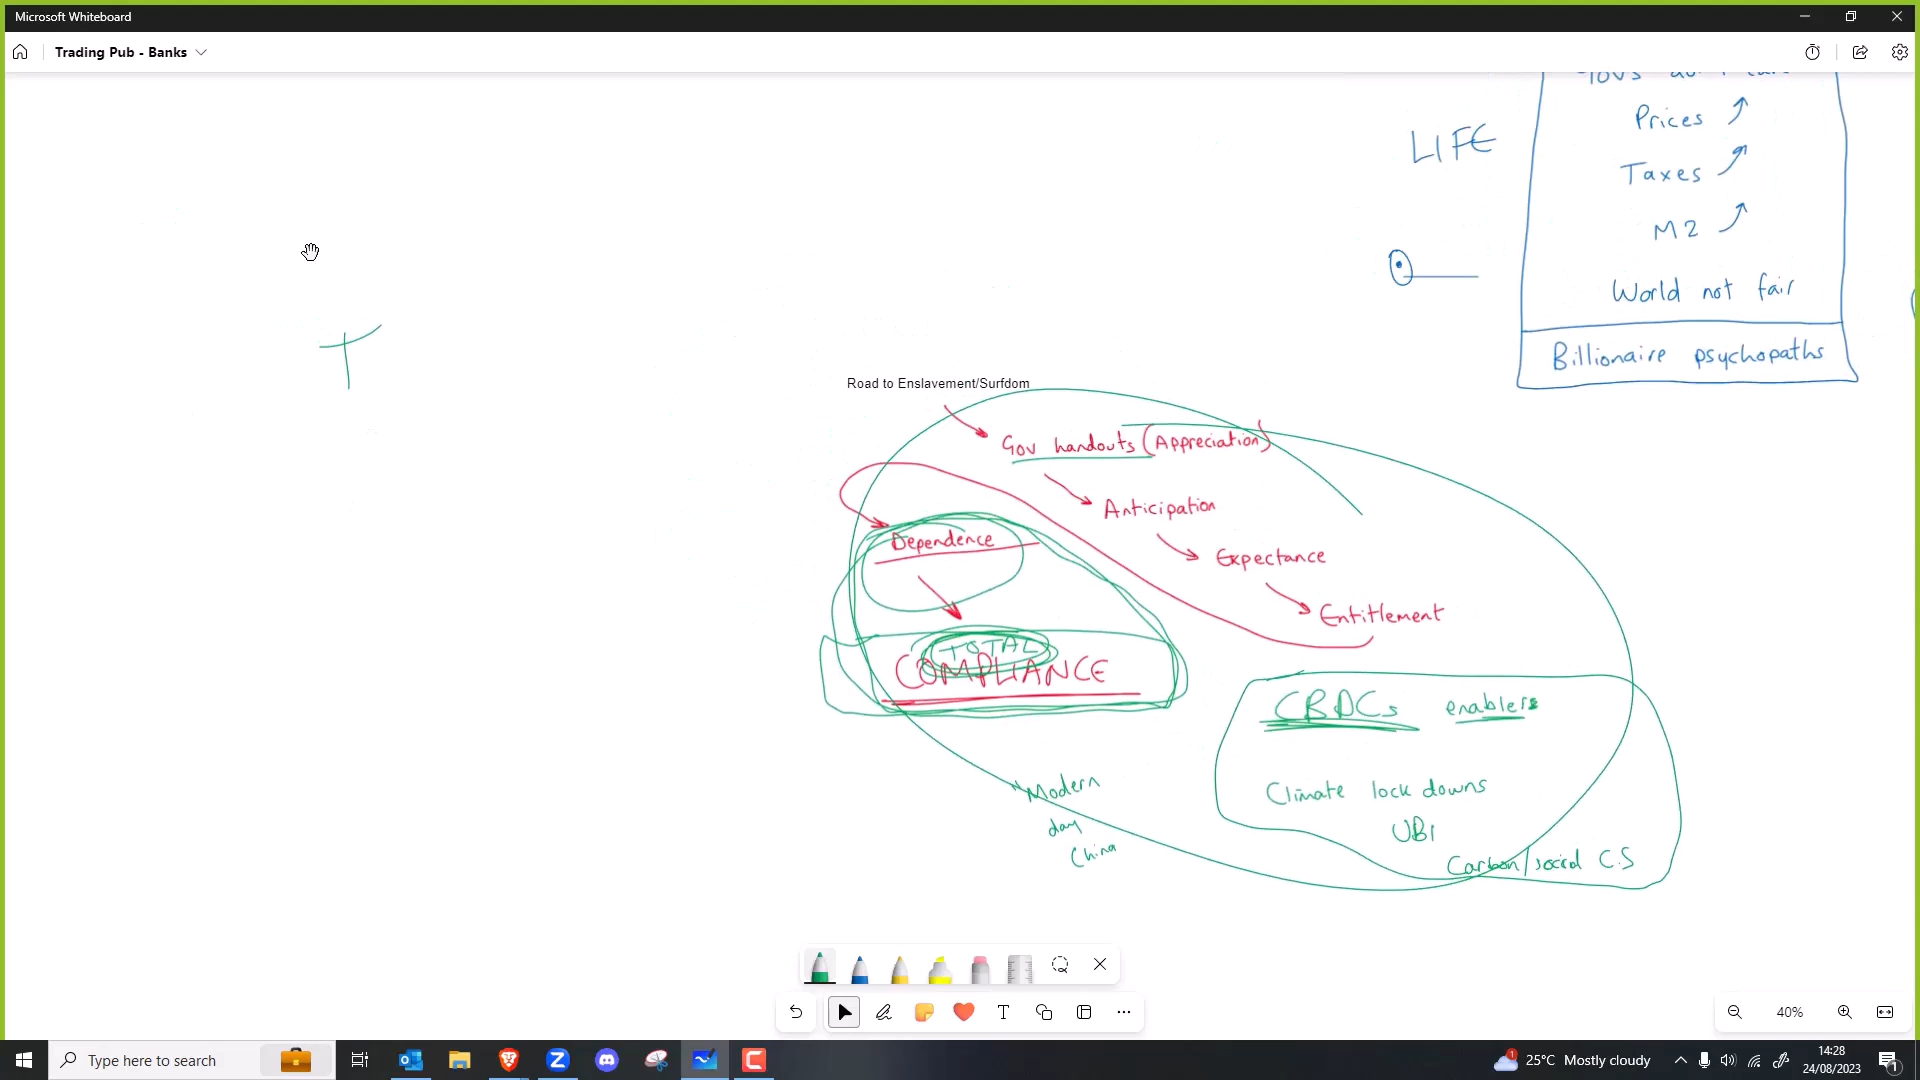 Microsoft Whiteboard
Trading Pub - Banks
Prices
Taxes
M2
World not fair
Billionaire psychopaths
LIFE
T
Road to Enslavement/Surfdom
Gov handouts (Appreciation)
Anticipation
Expectance
Entitlement
Dependence
TOTAL
COMPLIANCE
CBDCs enablers
Climate lock downs
UBI
Carbon/social C.S
Modern
day
China
40%
Type here to search
25°C Mostly cloudy
14:28
24/08/2023